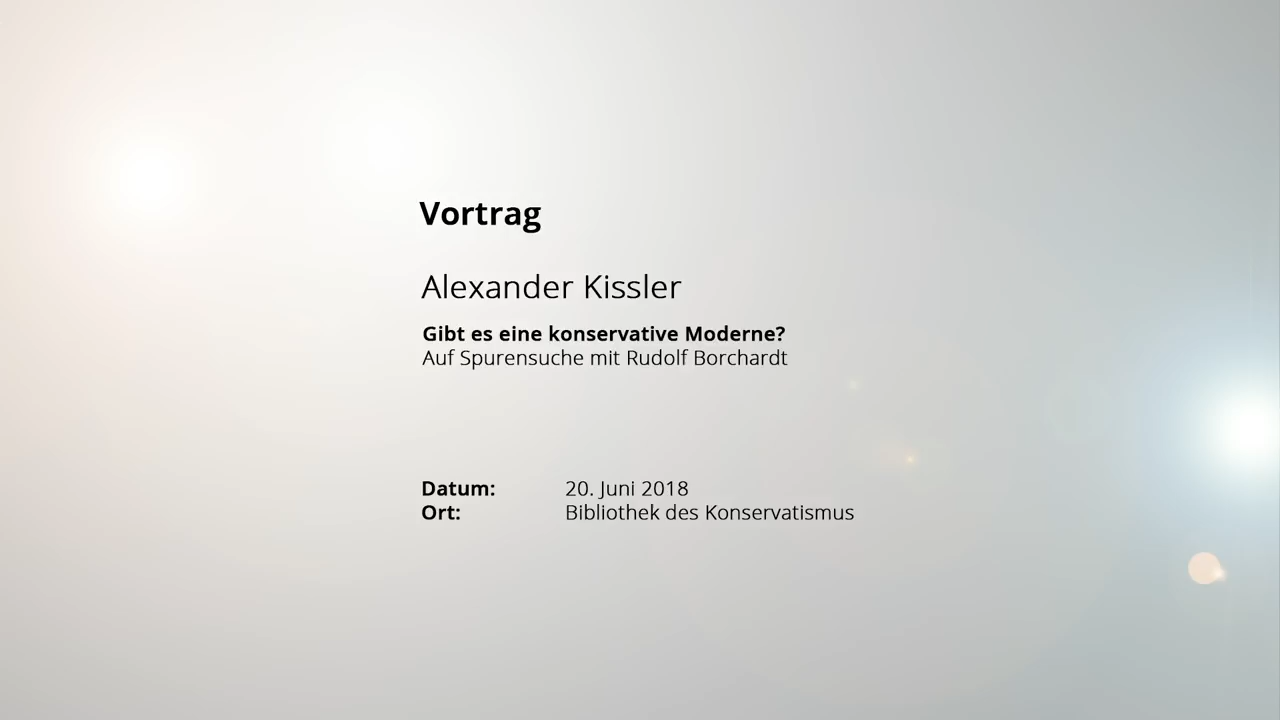 Vortrag
Alexander Kissler
Gibt es eine konservative Moderne?
Auf Spurensuche mit Rudolf Borchardt
Datum: 20. Juni 2018
Ort: Bibliothek des Konservatismus